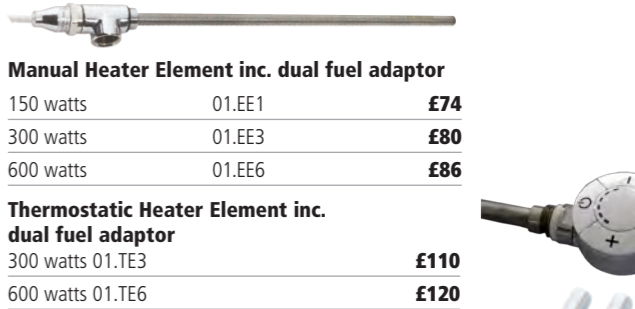 Manual Heater Element inc. dual fuel adaptor
150 watts 01.EE1 £74
300 watts 01.EE3 £80
600 watts 01.EE6 £86
Thermostatic Heater Element inc.
dual fuel adaptor
300 watts 01.TE3 £110
600 watts 01.TE6 £120